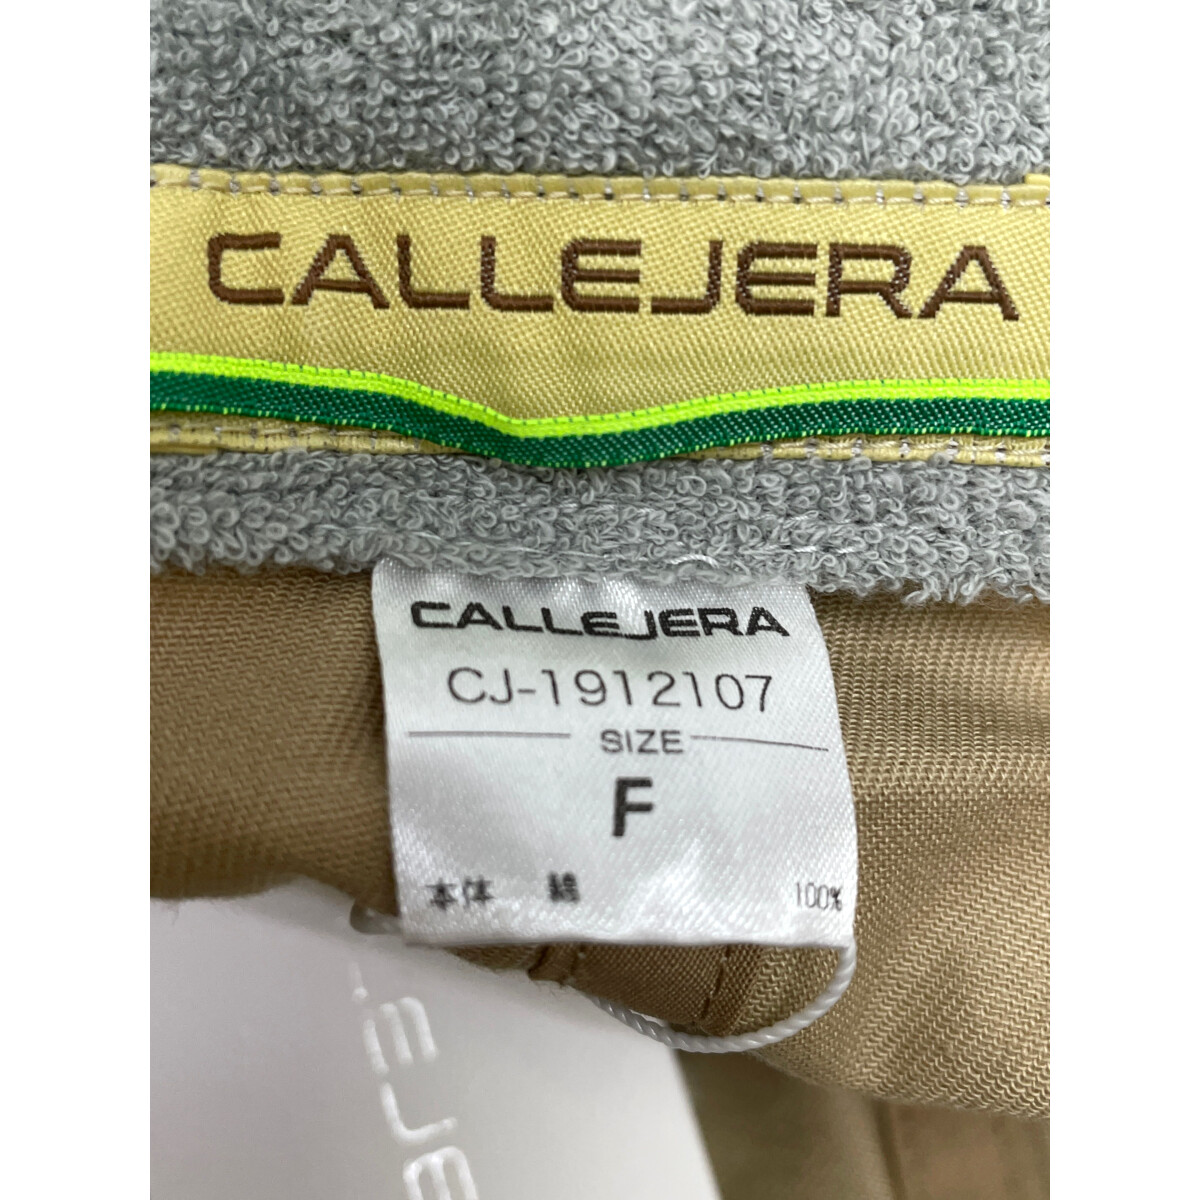 CALLEJERA
CALLEJERA
CJ-1912107
SIZE
F
本体 綿 100%